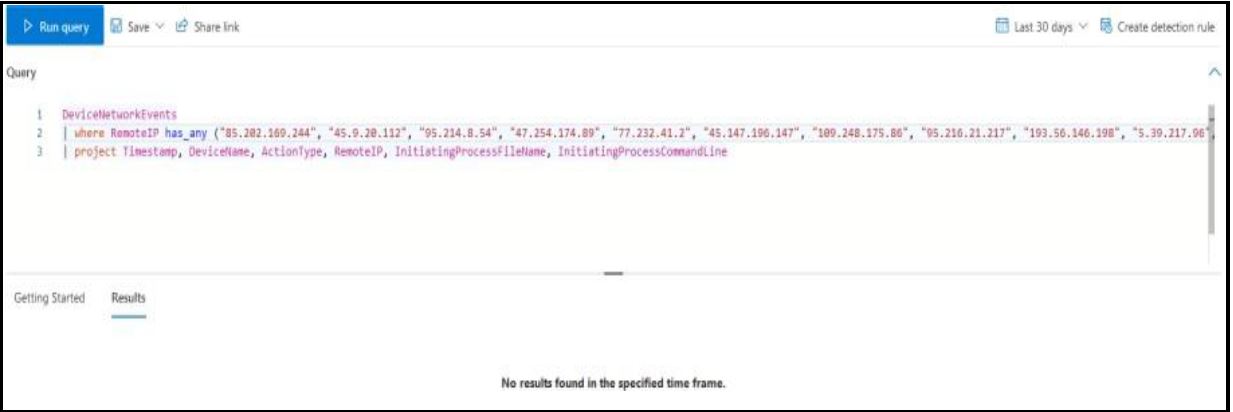 Run query Save Share link Last 30 days Create detection rule
Query
1 DeviceNetworkEvents
2 | where RemoteIP has_any ("85.202.169.244", "45.9.20.112", "95.214.8.54", "47.254.174.89", "77.232.41.2", "45.147.196.147", "109.248.175.86", "95.216.21.217", "193.56.146.198", "5.39.217.96",
3 | project Timestamp, DeviceName, ActionType, RemoteIP, InitiatingProcessFileName, InitiatingProcessCommandLine
Getting Started Results
No results found in the specified time frame.